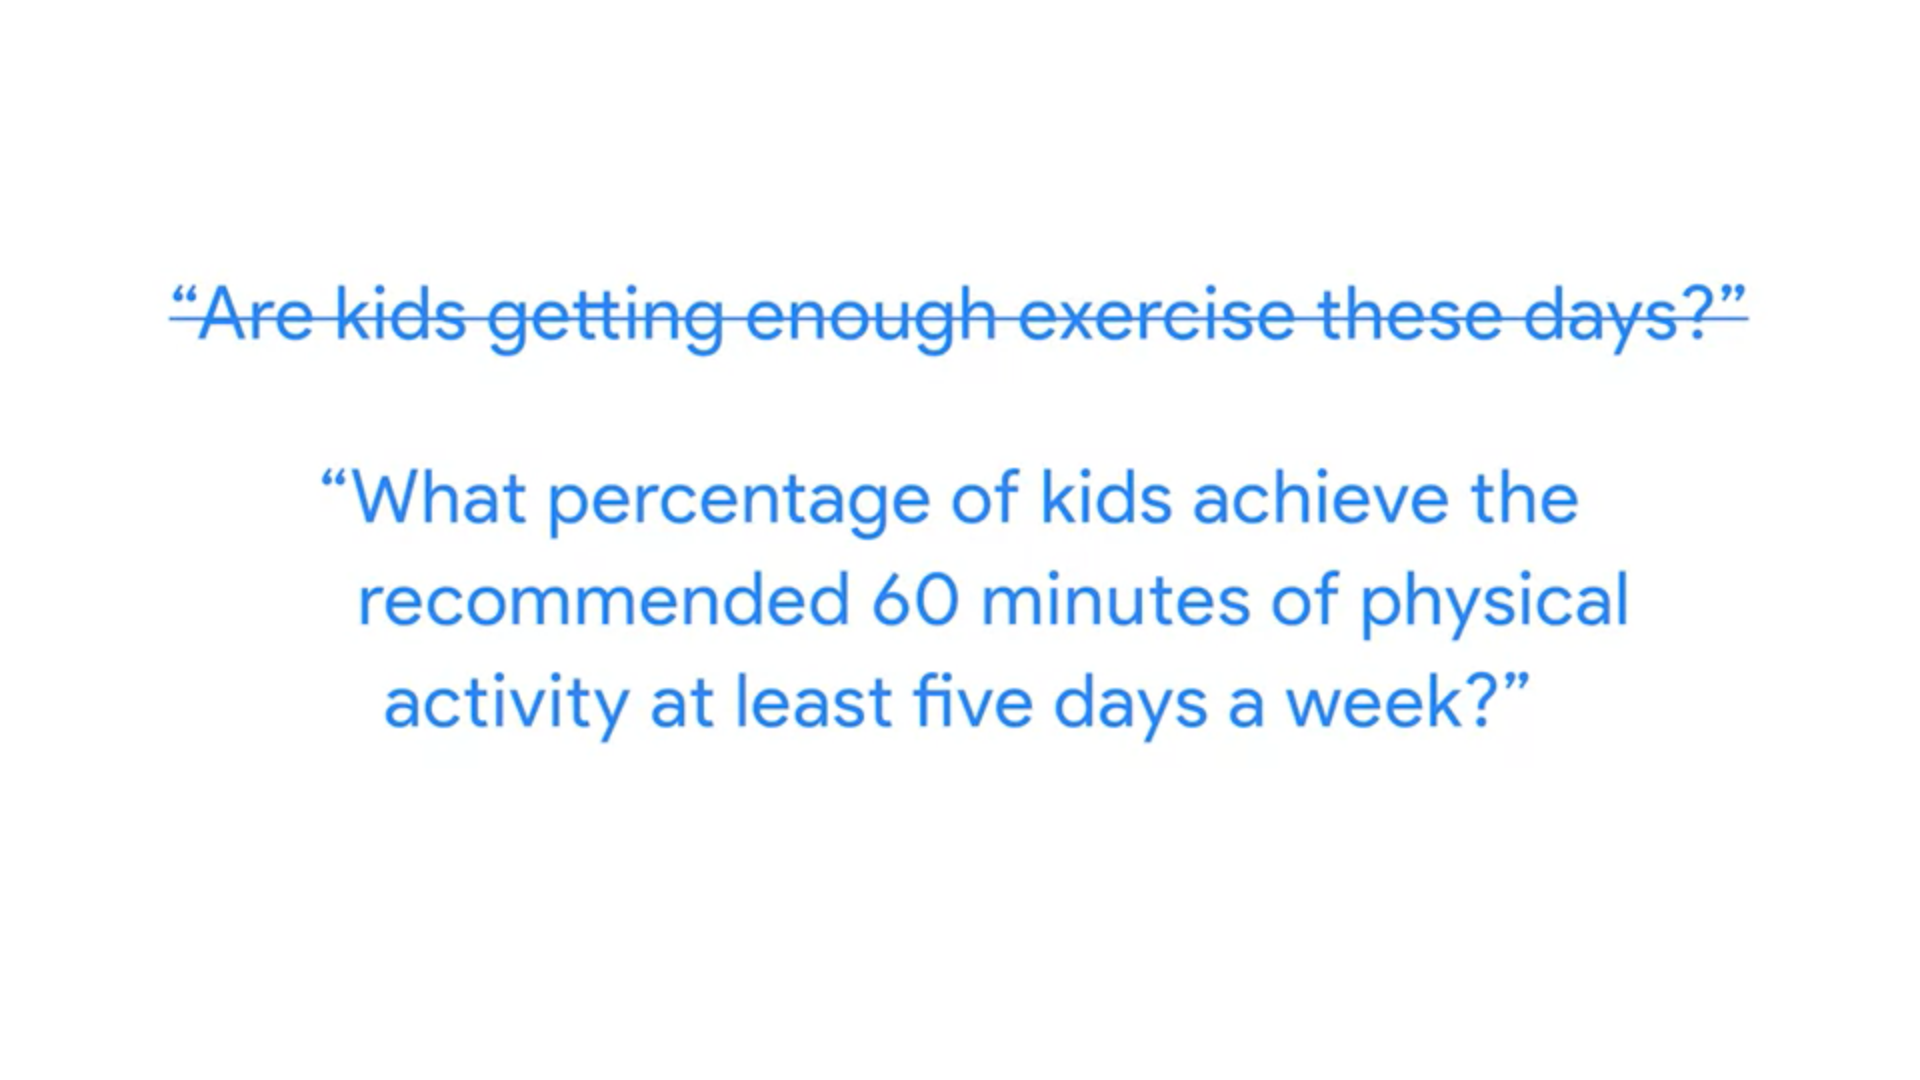 “Are kids getting enough exercise these days?”
“What percentage of kids achieve the
recommended 60 minutes of physical
activity at least five days a week?”